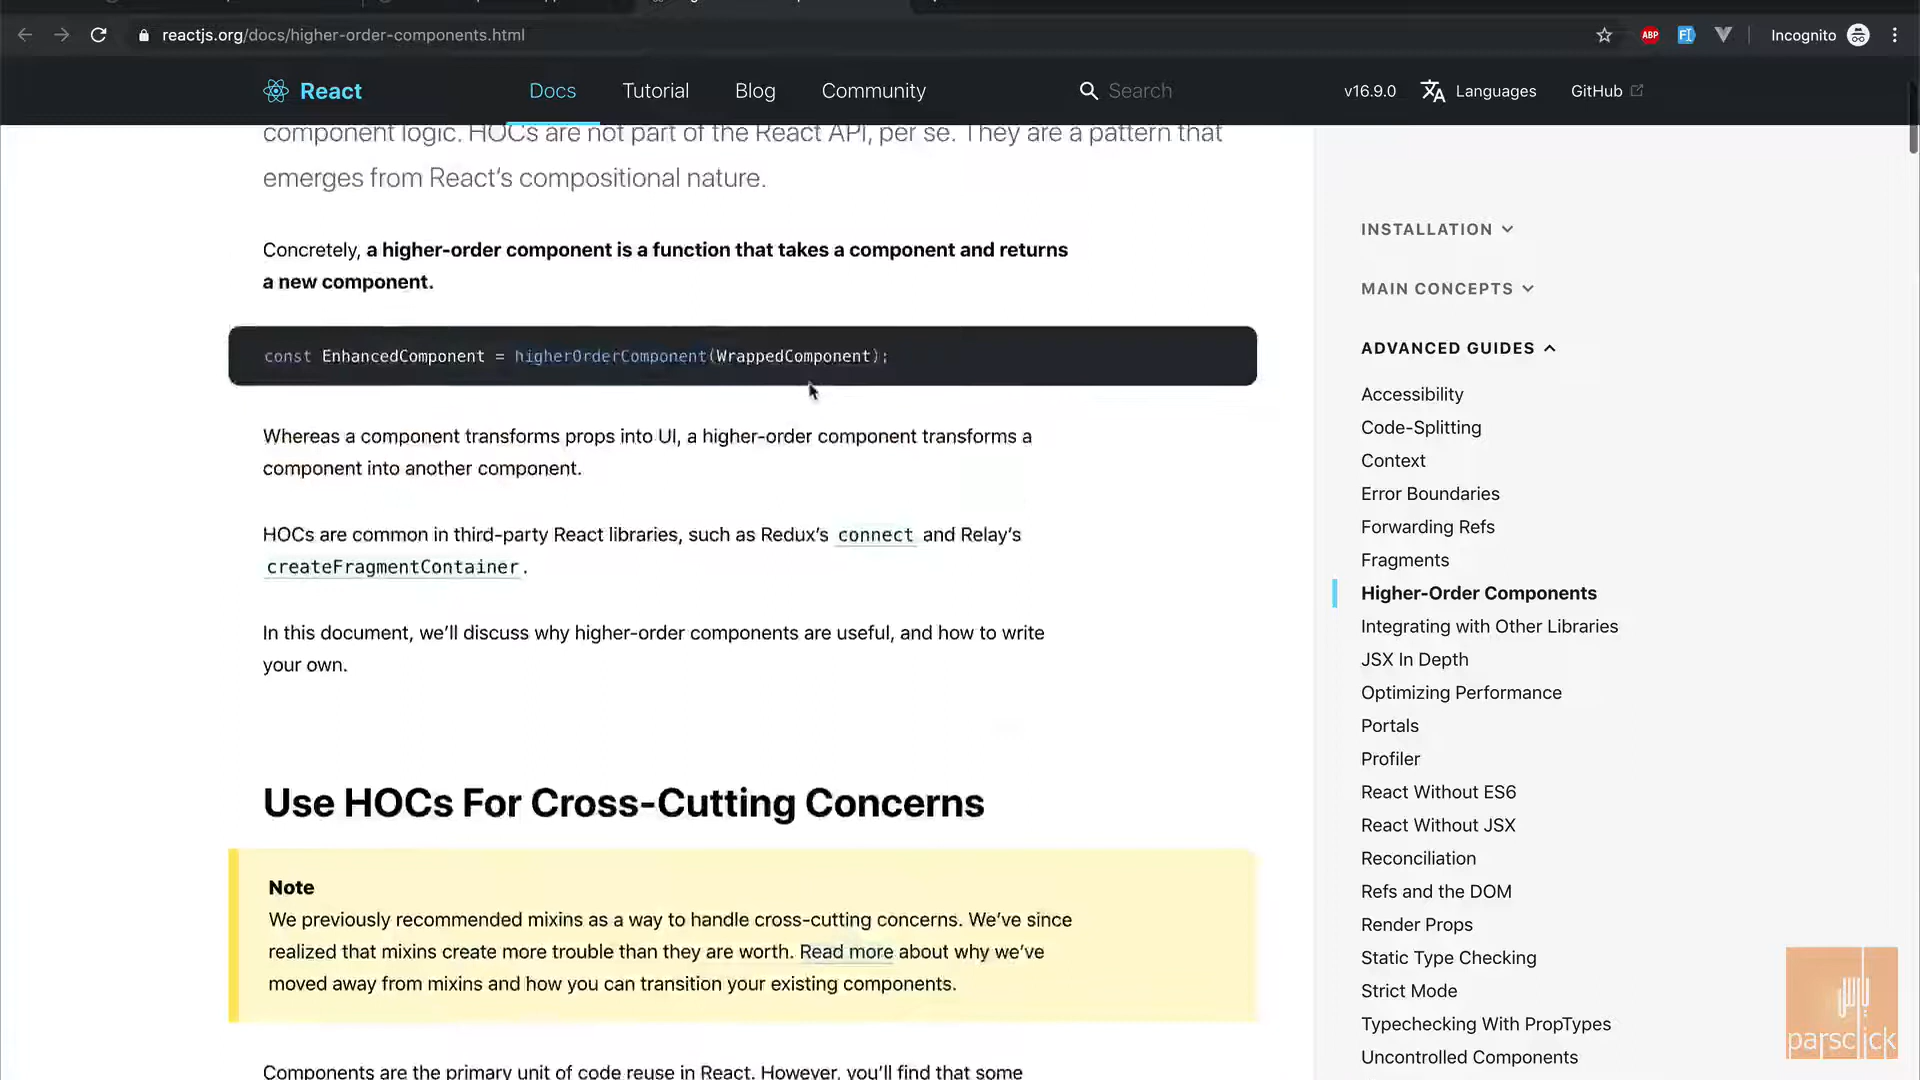 reactjs.org/docs/higher-order-components.html
ABP
Incognito
React
Docs
Tutorial
Blog
Community
Search
v16.9.0
Languages
GitHub
component logic. HOCs are not part of the React API, per se. They are a pattern that
emerges from React’s compositional nature.
Concretely, a higher-order component is a function that takes a component and returns
a new component.
const EnhancedComponent = higherOrderComponent(WrappedComponent);
Whereas a component transforms props into UI, a higher-order component transforms a
component into another component.
HOCs are common in third-party React libraries, such as Redux’s connect and Relay’s
createFragmentContainer.
In this document, we’ll discuss why higher-order components are useful, and how to write
your own.
Use HOCs For Cross-Cutting Concerns
Note
We previously recommended mixins as a way to handle cross-cutting concerns. We’ve since
realized that mixins create more trouble than they are worth. Read more about why we’ve
moved away from mixins and how you can transition your existing components.
Components are the primary unit of code reuse in React. However, you’ll find that some
INSTALLATION
MAIN CONCEPTS
ADVANCED GUIDES
Accessibility
Code-Splitting
Context
Error Boundaries
Forwarding Refs
Fragments
Higher-Order Components
Integrating with Other Libraries
JSX In Depth
Optimizing Performance
Portals
Profiler
React Without ES6
React Without JSX
Reconciliation
Refs and the DOM
Render Props
Static Type Checking
Strict Mode
Typechecking With PropTypes
Uncontrolled Components
parsclick